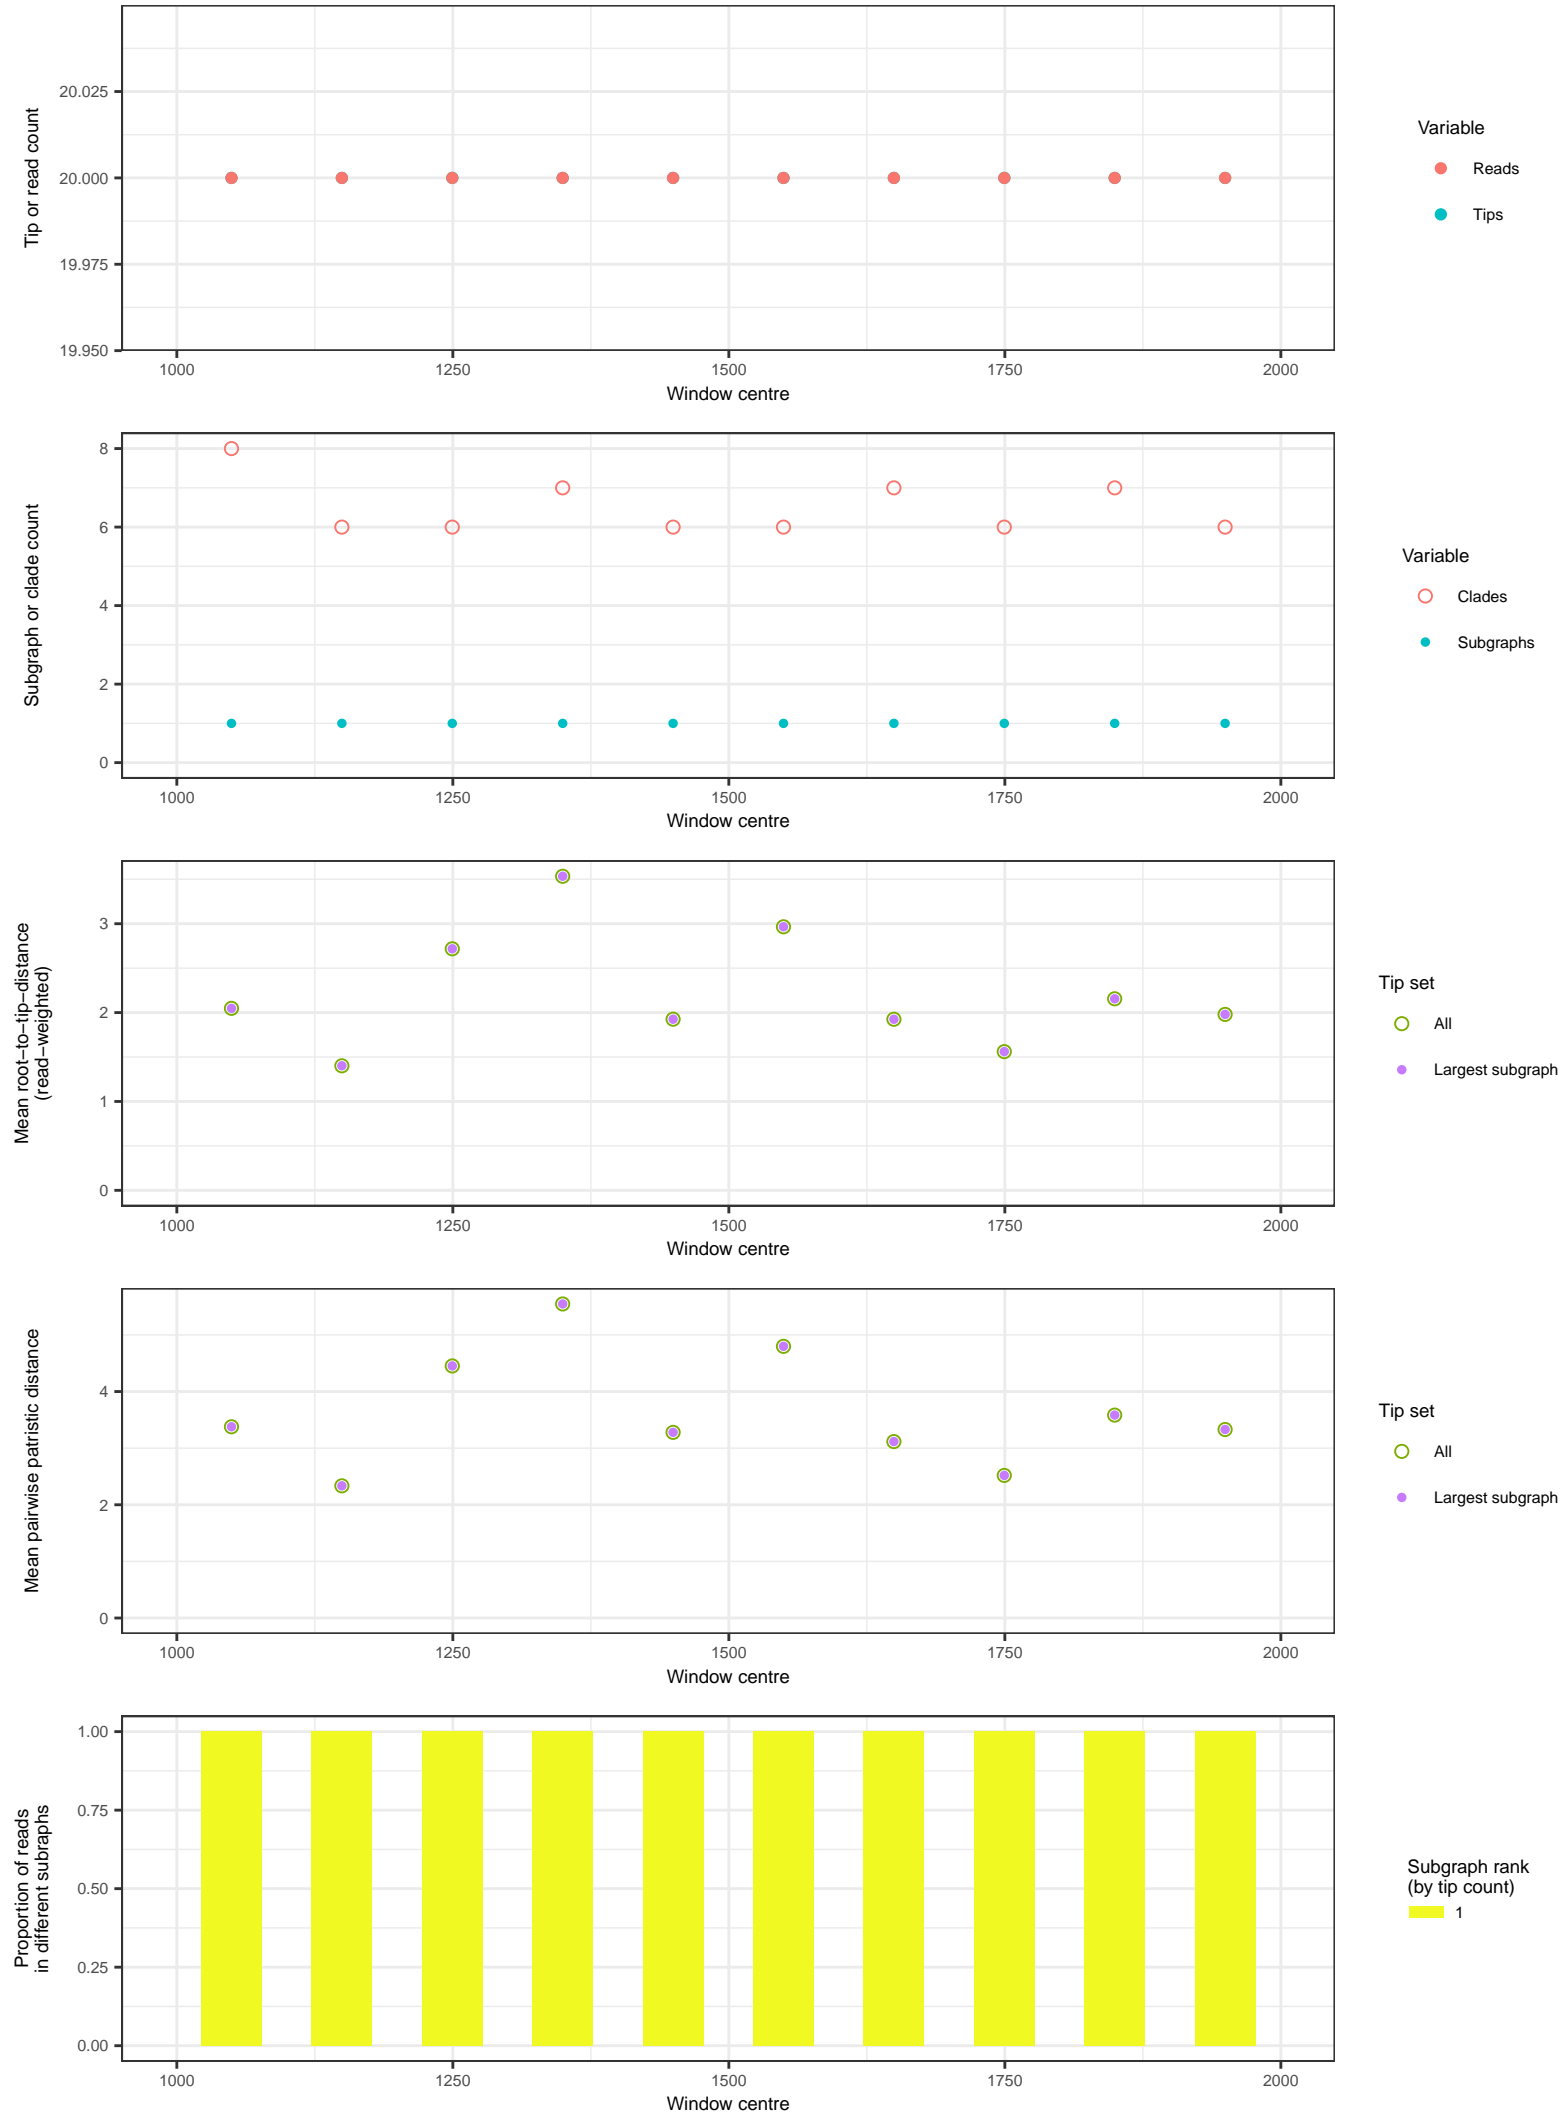 20.025
20.000
19.975
19.950
Tip or read count
1000 1250 1500 1750 2000
Window centre
Variable
Reads
Tips
8
6
4
2
0
Subgraph or clade count
1000 1250 1500 1750 2000
Window centre
Variable
Clades
Subgraphs
3
2
1
0
Mean root−to−tip−distance
(read−weighted)
1000 1250 1500 1750 2000
Window centre
Tip set
All
Largest subgraph
4
2
0
Mean pairwise patristic distance
1000 1250 1500 1750 2000
Window centre
Tip set
All
Largest subgraph
1.00
0.75
0.50
0.25
0.00
Proportion of reads
in different subraphs
1000 1250 1500 1750 2000
Window centre
Subgraph rank
(by tip count)
1